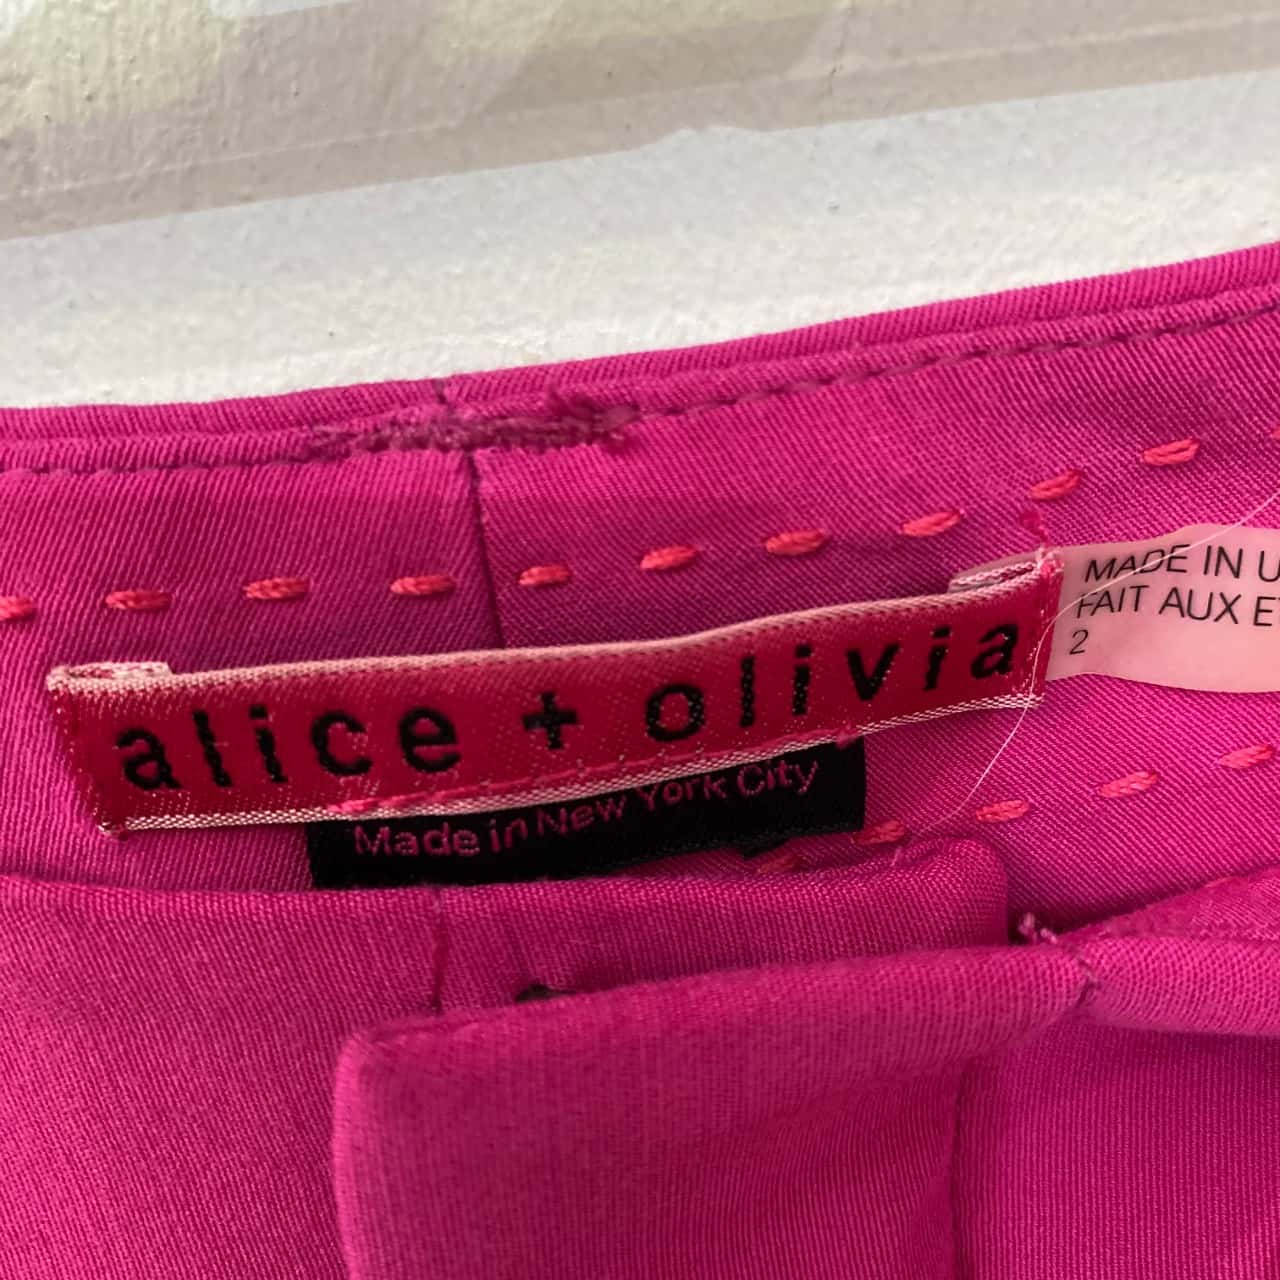 alice + olivia
Made in New York City
MADE IN U
FAIT AUX E
2